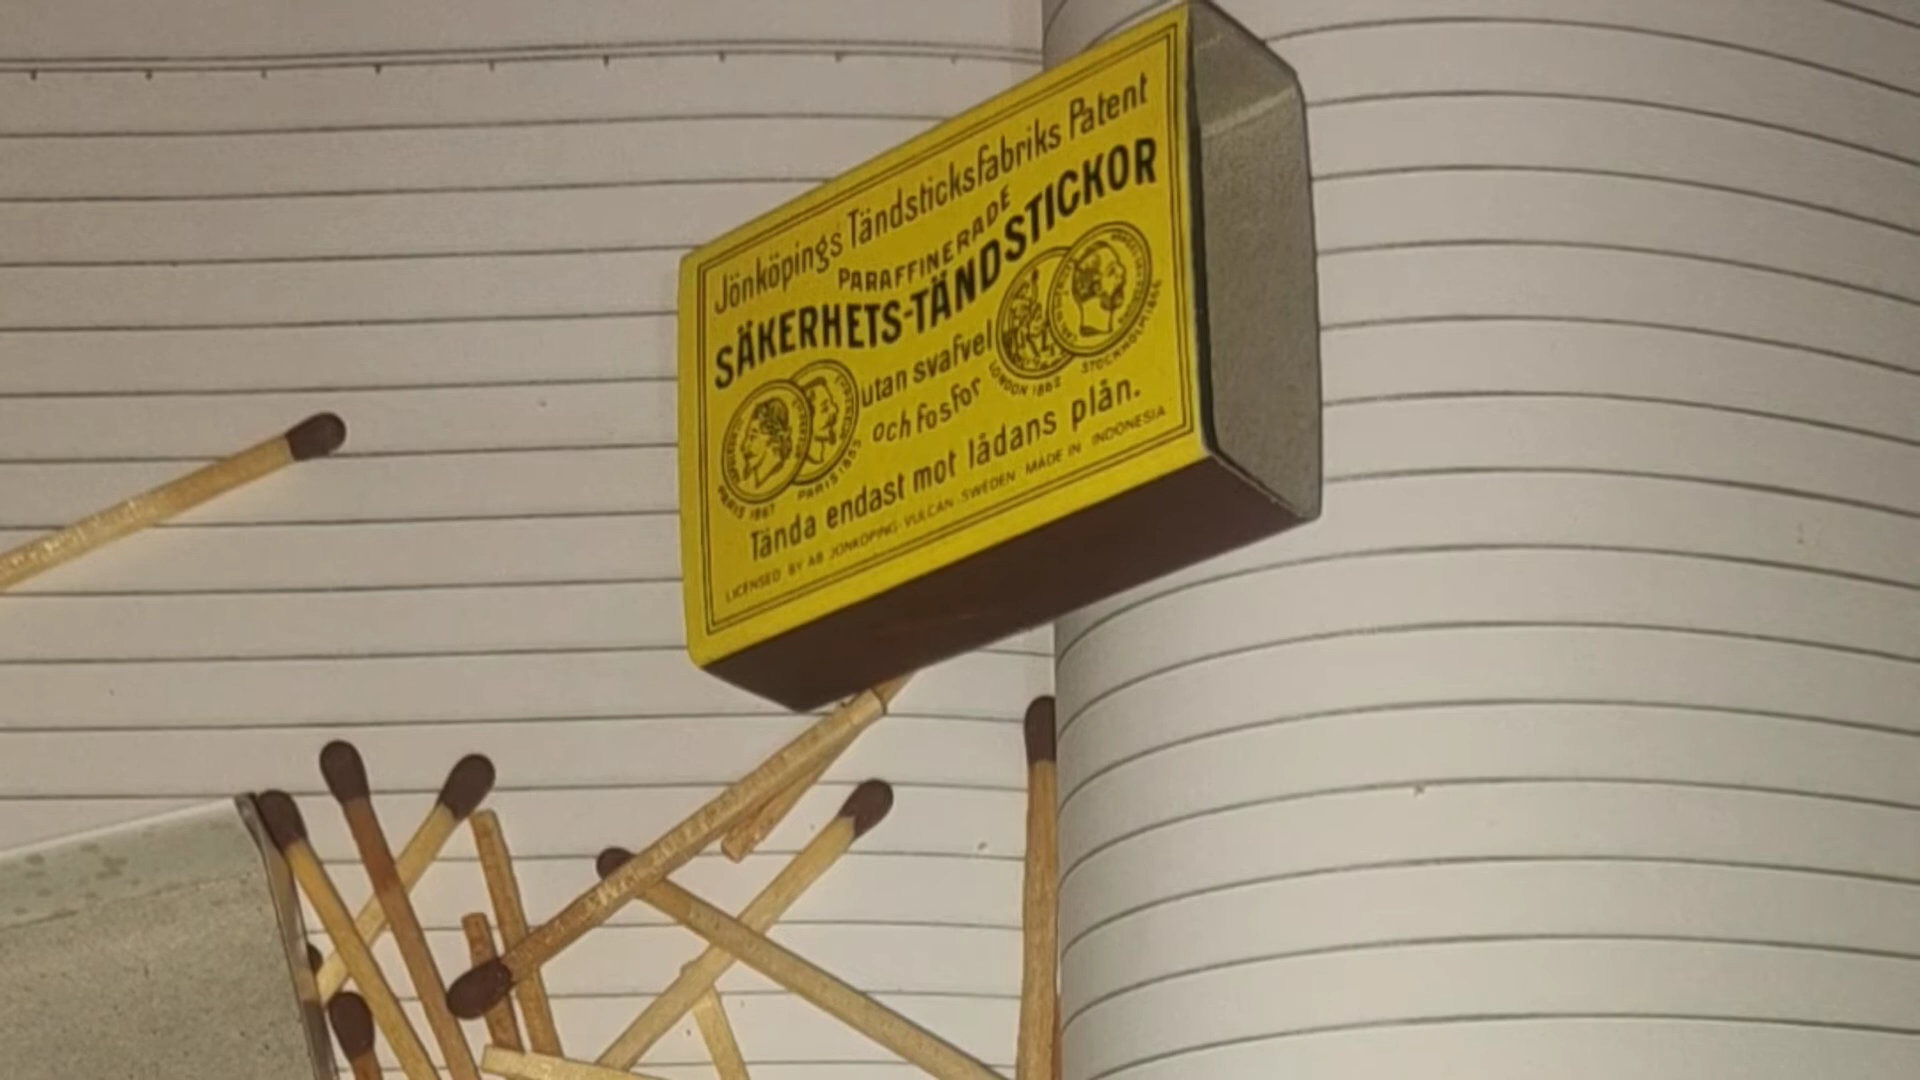 Jönköpings Tändsticksfabriks Patent
PARAFFINERADE
SÄKERHETS-TÄNDSTICKOR
utan svafvel
och fosfor
PARIS 1867
PARIS 1855
LONDON 1862
STOCKHOLM 1866
Tända endast mot lådans plån.
LICENSED BY AB JÖNKÖPING-VULCAN SWEDEN MADE IN INDONESIA